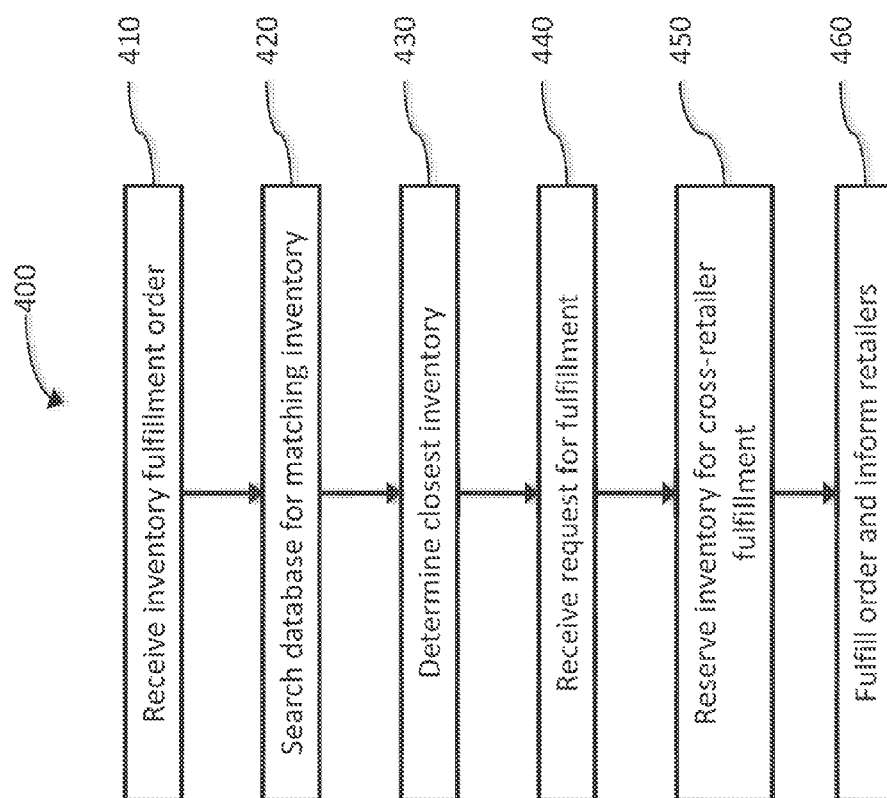 400
Receive inventory fulfillment order
410
Search database for matching inventory
420
Determine closest inventory
430
Receive request for fulfillment
440
Reserve inventory for cross-retailer
fulfillment
450
Fulfill order and inform retailers
460